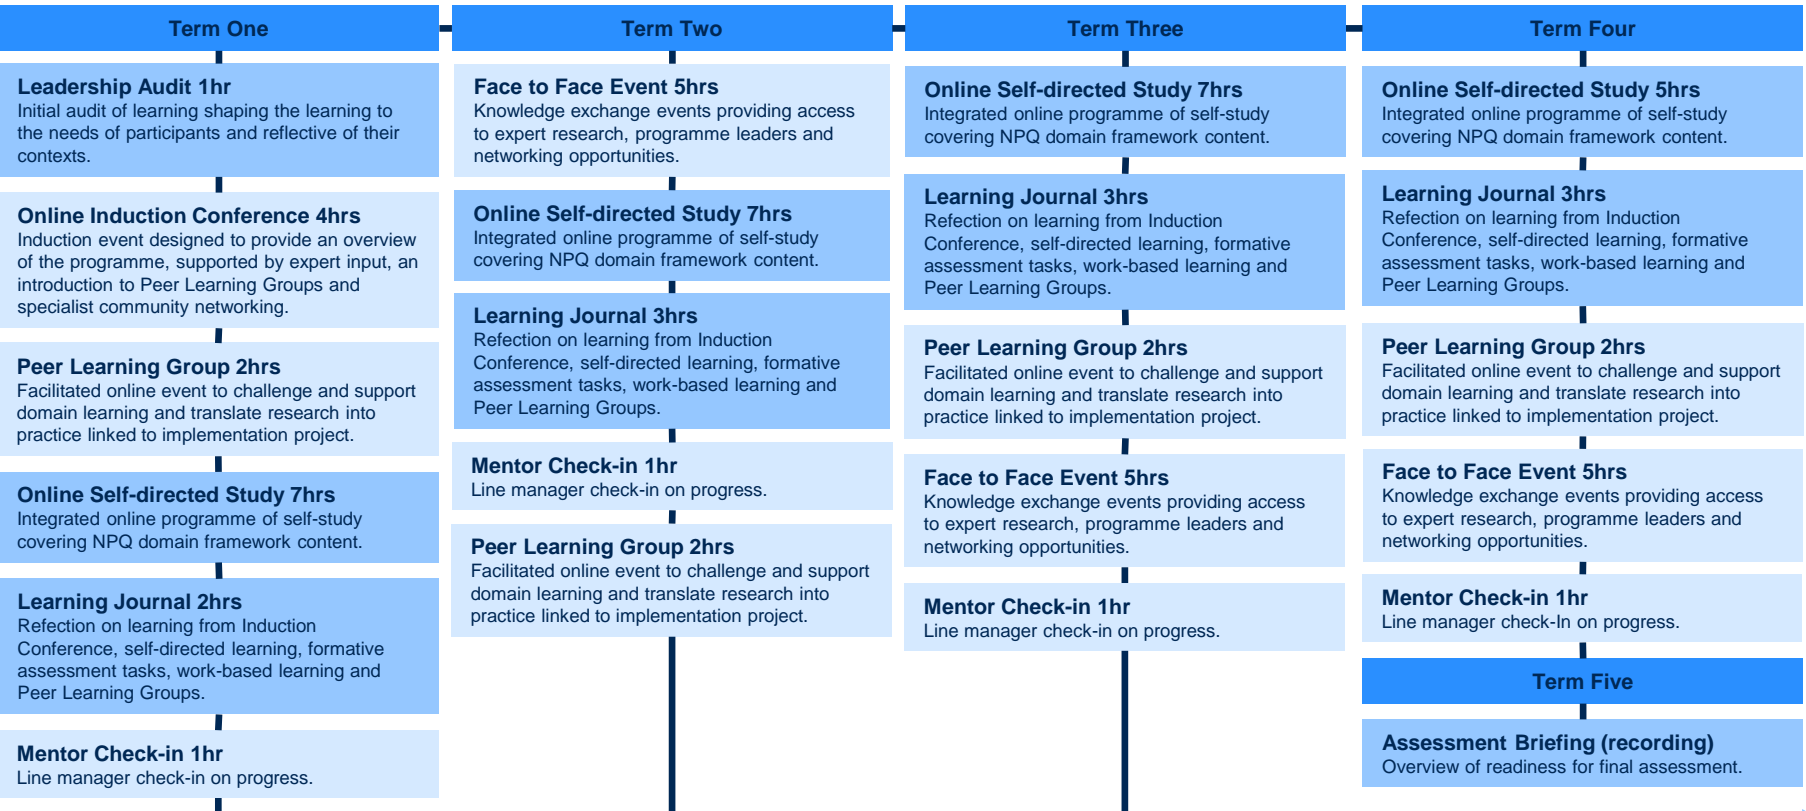 Term One
Leadership Audit 1hr
Initial audit of learning shaping the learning to
the needs of participants and reflective of their
contexts.
Online Induction Conference 4hrs
Induction event designed to provide an overview
of the programme, supported by expert input, an
introduction to Peer Learning Groups and
specialist community networking.
Peer Learning Group 2hrs
Facilitated online event to challenge and support
domain learning and translate research into
practice linked to implementation project.
Online Self-directed Study 7hrs
Integrated online programme of self-study
covering NPQ domain framework content.
Learning Journal 2hrs
Refection on learning from Induction
Conference, self-directed learning, formative
assessment tasks, work-based learning and
Peer Learning Groups.
Mentor Check-in 1hr
Line manager check-in on progress.
Term Two
Face to Face Event 5hrs
Knowledge exchange events providing access
to expert research, programme leaders and
networking opportunities.
Online Self-directed Study 7hrs
Integrated online programme of self-study
covering NPQ domain framework content.
Learning Journal 3hrs
Refection on learning from Induction
Conference, self-directed learning, formative
assessment tasks, work-based learning and
Peer Learning Groups.
Mentor Check-in 1hr
Line manager check-in on progress.
Peer Learning Group 2hrs
Facilitated online event to challenge and support
domain learning and translate research into
practice linked to implementation project.
Term Three
Online Self-directed Study 7hrs
Integrated online programme of self-study
covering NPQ domain framework content.
Learning Journal 3hrs
Refection on learning from Induction
Conference, self-directed learning, formative
assessment tasks, work-based learning and
Peer Learning Groups.
Peer Learning Group 2hrs
Facilitated online event to challenge and support
domain learning and translate research into
practice linked to implementation project.
Face to Face Event 5hrs
Knowledge exchange events providing access
to expert research, programme leaders and
networking opportunities.
Mentor Check-in 1hr
Line manager check-in on progress.
Term Four
Online Self-directed Study 5hrs
Integrated online programme of self-study
covering NPQ domain framework content.
Learning Journal 3hrs
Refection on learning from Induction
Conference, self-directed learning, formative
assessment tasks, work-based learning and
Peer Learning Groups.
Peer Learning Group 2hrs
Facilitated online event to challenge and support
domain learning and translate research into
practice linked to implementation project.
Face to Face Event 5hrs
Knowledge exchange events providing access
to expert research, programme leaders and
networking opportunities.
Mentor Check-in 1hr
Line manager check-In on progress.
Term Five
Assessment Briefing (recording)
Overview of readiness for final assessment.